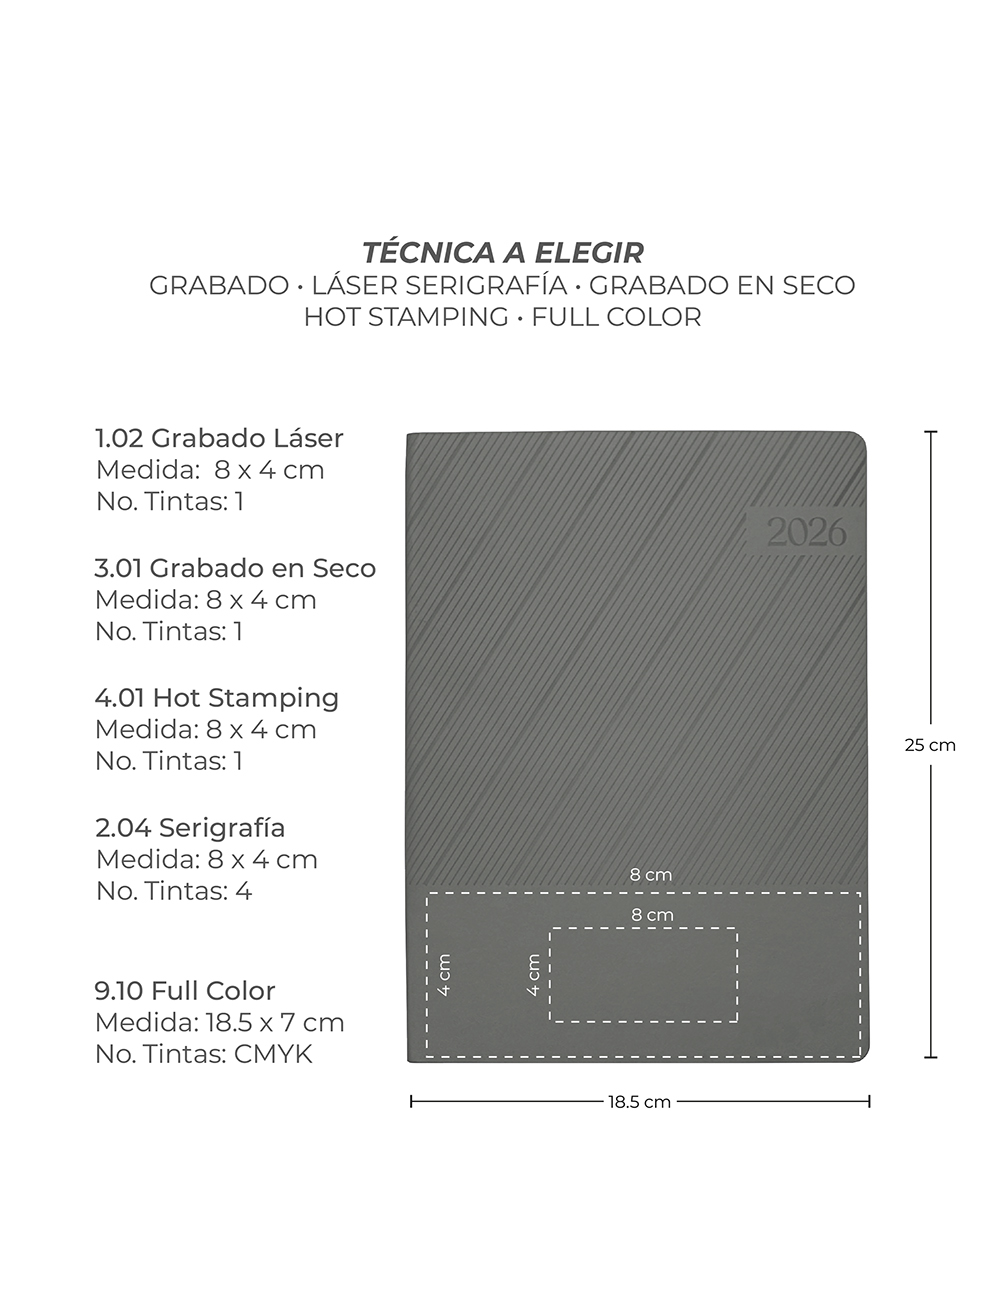 TÉCNICA A ELEGIR
GRABADO • LÁSER SERIGRAFÍA • GRABADO EN SECO
HOT STAMPING • FULL COLOR
1.02 Grabado Láser
Medida:  8 x 4 cm
No. Tintas: 1
3.01 Grabado en Seco
Medida: 8 x 4 cm
No. Tintas: 1
4.01 Hot Stamping
Medida: 8 x 4 cm
No. Tintas: 1
2.04 Serigrafía
Medida: 8 x 4 cm
No. Tintas: 4
9.10 Full Color
Medida: 18.5 x 7 cm
No. Tintas: CMYK
2026
25 cm
8 cm
8 cm
4 cm
4 cm
18.5 cm